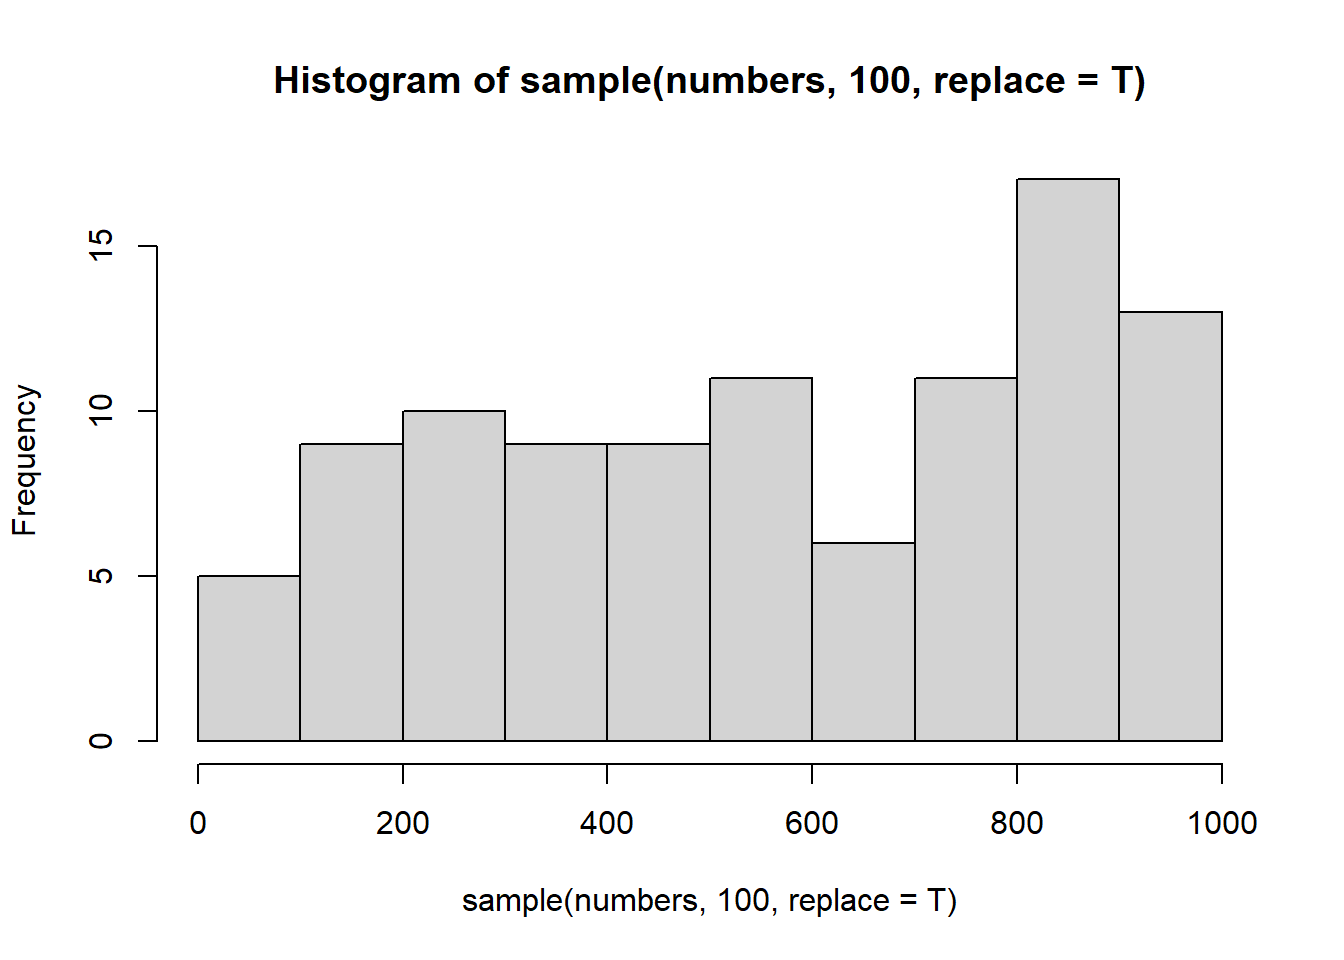 Histogram of sample(numbers, 100, replace = T)
Frequency
15
10
5
0
0 200 400 600 800 1000
sample(numbers, 100, replace = T)